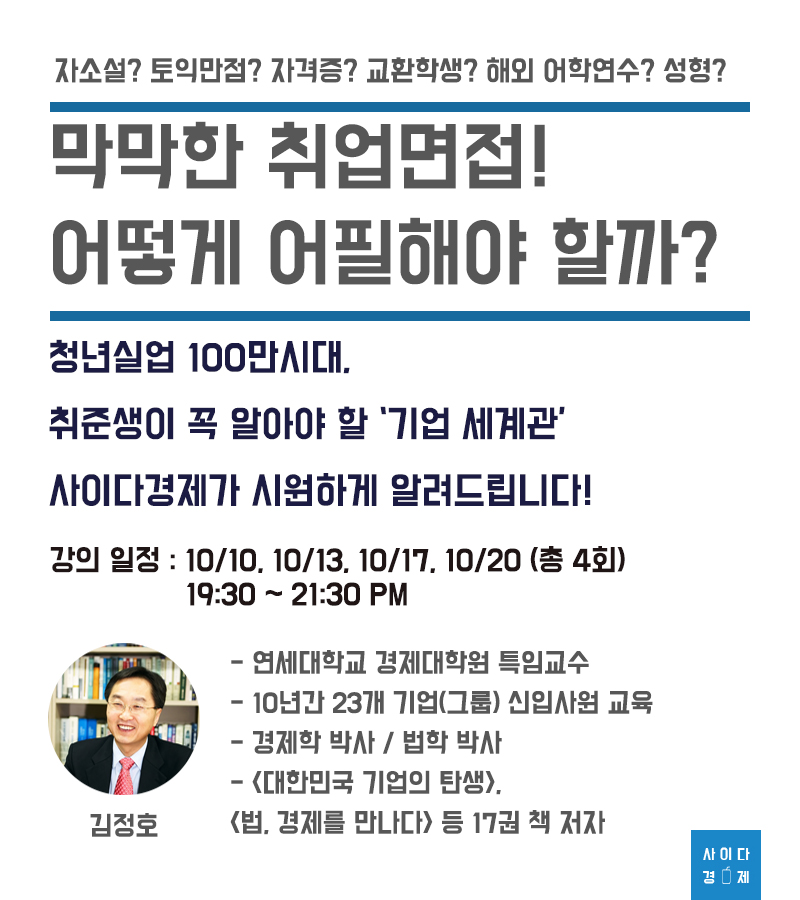 자소설? 토익만점? 자격증? 교환학생? 해외 어학연수? 성형?
막막한 취업면접!
어떻게 어필해야 할까?
청년실업 100만시대,
취준생이 꼭 알아야 할 '기업 세계관'
사이다경제가 시원하게 알려드립니다!
강의 일정 : 10/10, 10/13, 10/17, 10/20 (총 4회)
19:30 ~ 21:30 PM
- 연세대학교 경제대학원 특임교수
- 10년간 23개 기업(그룹) 신입사원 교육
- 경제학 박사 / 법학 박사
- <대한민국 기업의 탄생>,
<법, 경제를 만나다> 등 17권 책 저자
김정호
사이다
경제